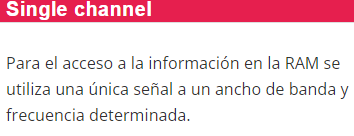 Single channel
Para el acceso a la información en la RAM se
utiliza una única señal a un ancho de banda y
frecuencia determinada.